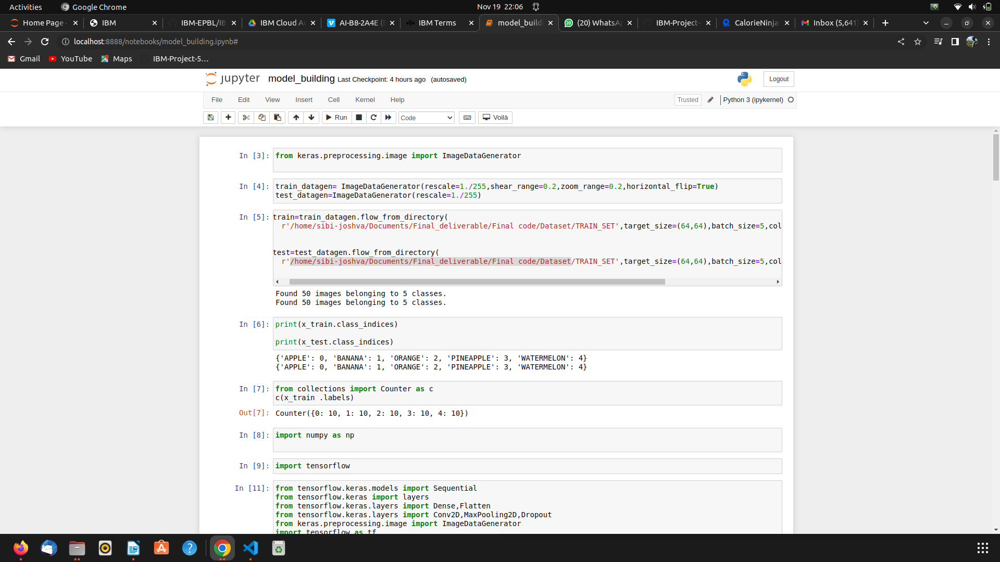 Activities
Google Chrome
Nov 19 22:06
Home Page -
IBM
IBM-EPBL/IB
IBM Cloud Ac
AI-B8-2A4E (
IBM Terms
model_build
(20) WhatsA
IBM-Project-
CalorieNinja
Inbox (5,641)
localhost:8888/notebooks/model_building.ipynb#
Gmail
YouTube
Maps
IBM-Project-5…
jupyter
model_building Last Checkpoint: 4 hours ago (autosaved)
Logout
File
Edit
View
Insert
Cell
Kernel
Help
Trusted
Python 3 (ipykernel)
Run
Code
Voilà
In [3]: from keras.preprocessing.image import ImageDataGenerator
In [4]: train_datagen= ImageDataGenerator(rescale=1./255,shear_range=0.2,zoom_range=0.2,horizontal_flip=True)
test_datagen=ImageDataGenerator(rescale=1./255)
In [5]: train=train_datagen.flow_from_directory(
r'/home/sibi-joshva/Documents/Final_deliverable/Final code/Dataset/TRAIN_SET',target_size=(64,64),batch_size=5,col
test=test_datagen.flow_from_directory(
r'/home/sibi-joshva/Documents/Final_deliverable/Final code/Dataset/TRAIN_SET',target_size=(64,64),batch_size=5,col
Found 50 images belonging to 5 classes.
Found 50 images belonging to 5 classes.
In [6]: print(x_train.class_indices)
print(x_test.class_indices)
{'APPLE': 0, 'BANANA': 1, 'ORANGE': 2, 'PINEAPPLE': 3, 'WATERMELON': 4}
{'APPLE': 0, 'BANANA': 1, 'ORANGE': 2, 'PINEAPPLE': 3, 'WATERMELON': 4}
In [7]: from collections import Counter as c
c(x_train .labels)
Out[7]: Counter({0: 10, 1: 10, 2: 10, 3: 10, 4: 10})
In [8]: import numpy as np
In [9]: import tensorflow
In [11]: from tensorflow.keras.models import Sequential
from tensorflow.keras import layers
from tensorflow.keras.layers import Dense,Flatten
from tensorflow.keras.layers import Conv2D,MaxPooling2D,Dropout
from keras.preprocessing.image import ImageDataGenerator
import tensorflow as tf